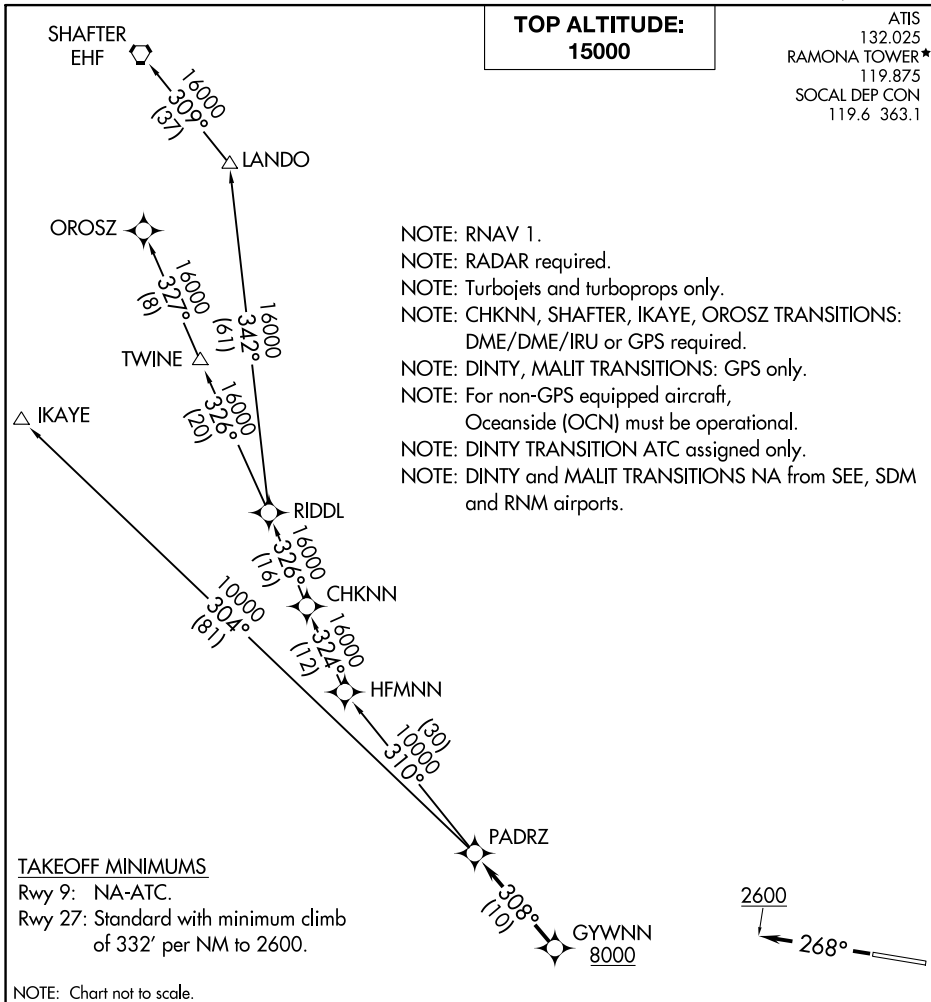 TOP ALTITUDE:
15000
ATIS
132.025
RAMONA TOWER★
119.875
SOCAL DEP CON
119.6 363.1
SHAFTER
EHF
16000
309°
(37)
LANDO
OROSZ
16000
327°
(8)
16000
342°
(61)
TWINE
IKAYE
16000
326°
(20)
RIDDL
16000
326°
(16)
CHKNN
16000
324°
(12)
HFMNN
10000
304°
(81)
(30)
10000
310°
PADRZ
308°
(10)
GYWNN
8000
2600
268°
NOTE: RNAV 1.
NOTE: RADAR required.
NOTE: Turbojets and turboprops only.
NOTE: CHKNN, SHAFTER, IKAYE, OROSZ TRANSITIONS:
DME/DME/IRU or GPS required.
NOTE: DINTY, MALIT TRANSITIONS: GPS only.
NOTE: For non-GPS equipped aircraft,
Oceanside (OCN) must be operational.
NOTE: DINTY TRANSITION ATC assigned only.
NOTE: DINTY and MALIT TRANSITIONS NA from SEE, SDM
and RNM airports.
TAKEOFF MINIMUMS
Rwy 9: NA-ATC.
Rwy 27: Standard with minimum climb
of 332' per NM to 2600.
NOTE: Chart not to scale.